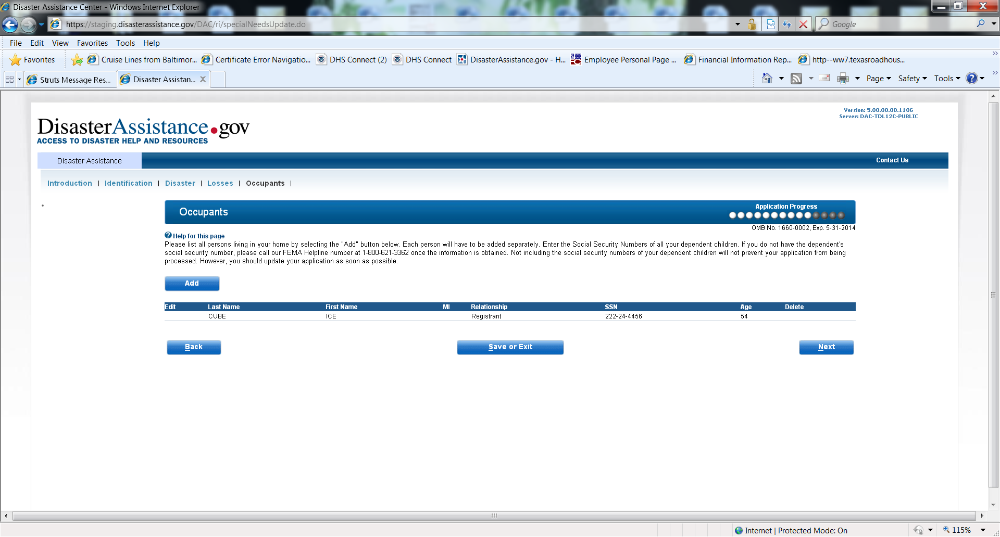 Disaster Assistance Center - Windows Internet Explorer
https://staging.disasterassistance.gov/DAC/ri/specialNeedsUpdate.do
Google
File Edit View Favorites Tools Help
Favorites Cruise Lines from Baltimor... Certificate Error Navigatio... DHS Connect (2) DHS Connect DisasterAssistance.gov - H... Employee Personal Page ... Financial Information Rep... http--ww7.texasroadhous...
Struts Message Res... Disaster Assistan... Page Safety Tools
Version: 5.00.00.00.1106
Server: DAC-TDL12C-PUBLIC
DisasterAssistance.gov
ACCESS TO DISASTER HELP AND RESOURCES
Disaster Assistance Contact Us
Introduction | Identification | Disaster | Losses | Occupants |
Occupants
Application Progress
OMB No. 1660-0002, Exp. 5-31-2014
Help for this page
Please list all persons living in your home by selecting the "Add" button below. Each person will have to be added separately. Enter the Social Security Numbers of all your dependent children. If you do not have the dependent's
social security number, please call our FEMA Helpline number at 1-800-621-3362 once the information is obtained. Not including the social security numbers of your dependent children will not prevent your application from being
processed. However, you should update your application as soon as possible.
Add
Edit Last Name First Name MI Relationship SSN Age Delete
CUBE ICE Registrant 222-24-4456 54
Back Save or Exit Next
Internet | Protected Mode: On 115%